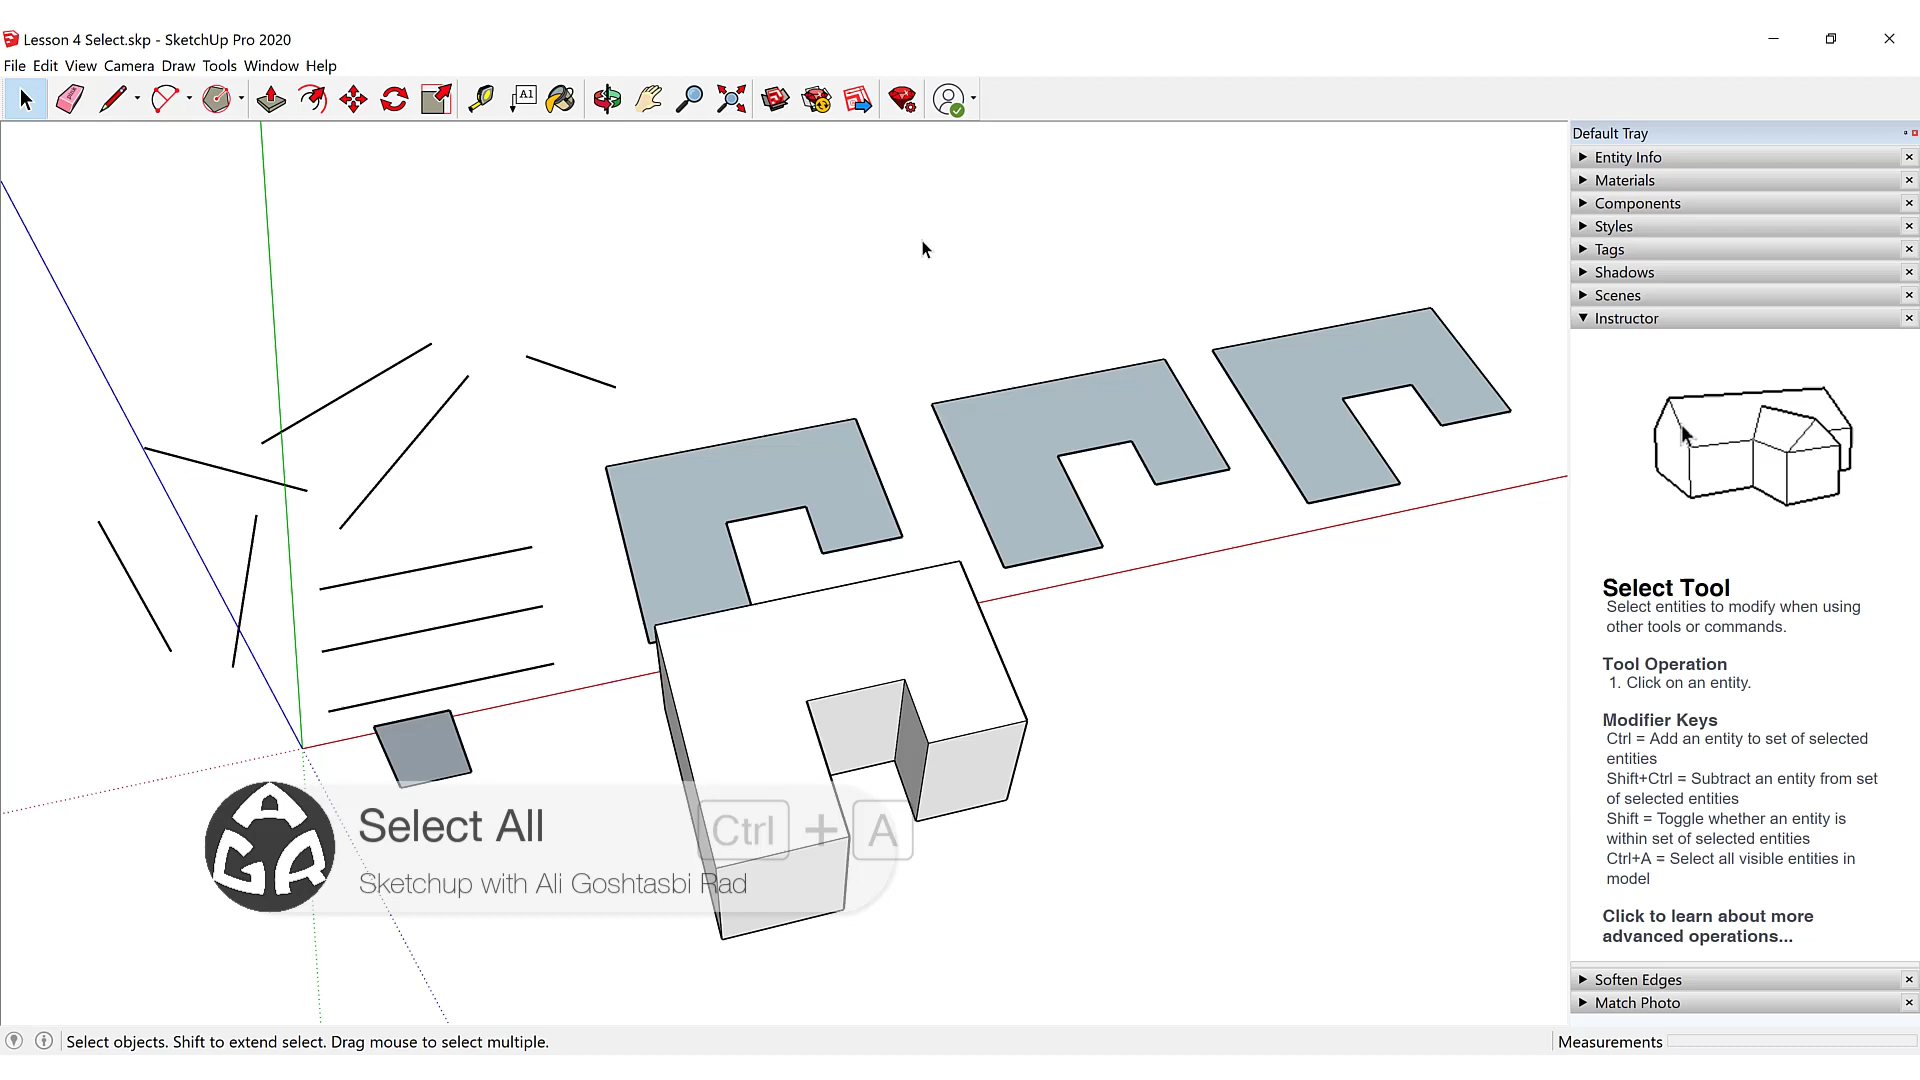 Lesson 4 Select.skp - SketchUp Pro 2020
File Edit View Camera Draw Tools Window Help
A1
Default Tray
Entity Info
Materials
Components
Styles
Tags
Shadows
Scenes
Instructor
Select Tool
Select entities to modify when using
other tools or commands.
Tool Operation
1. Click on an entity.
Modifier Keys
Ctrl = Add an entity to set of selected
entities
Shift+Ctrl = Subtract an entity from set
of selected entities
Shift = Toggle whether an entity is
within set of selected entities
Ctrl+A = Select all visible entities in
model
Click to learn about more
advanced operations...
Soften Edges
Match Photo
AGR
Select All Ctrl + A
Sketchup with Ali Goshtasbi Rad
Select objects. Shift to extend select. Drag mouse to select multiple.
Measurements